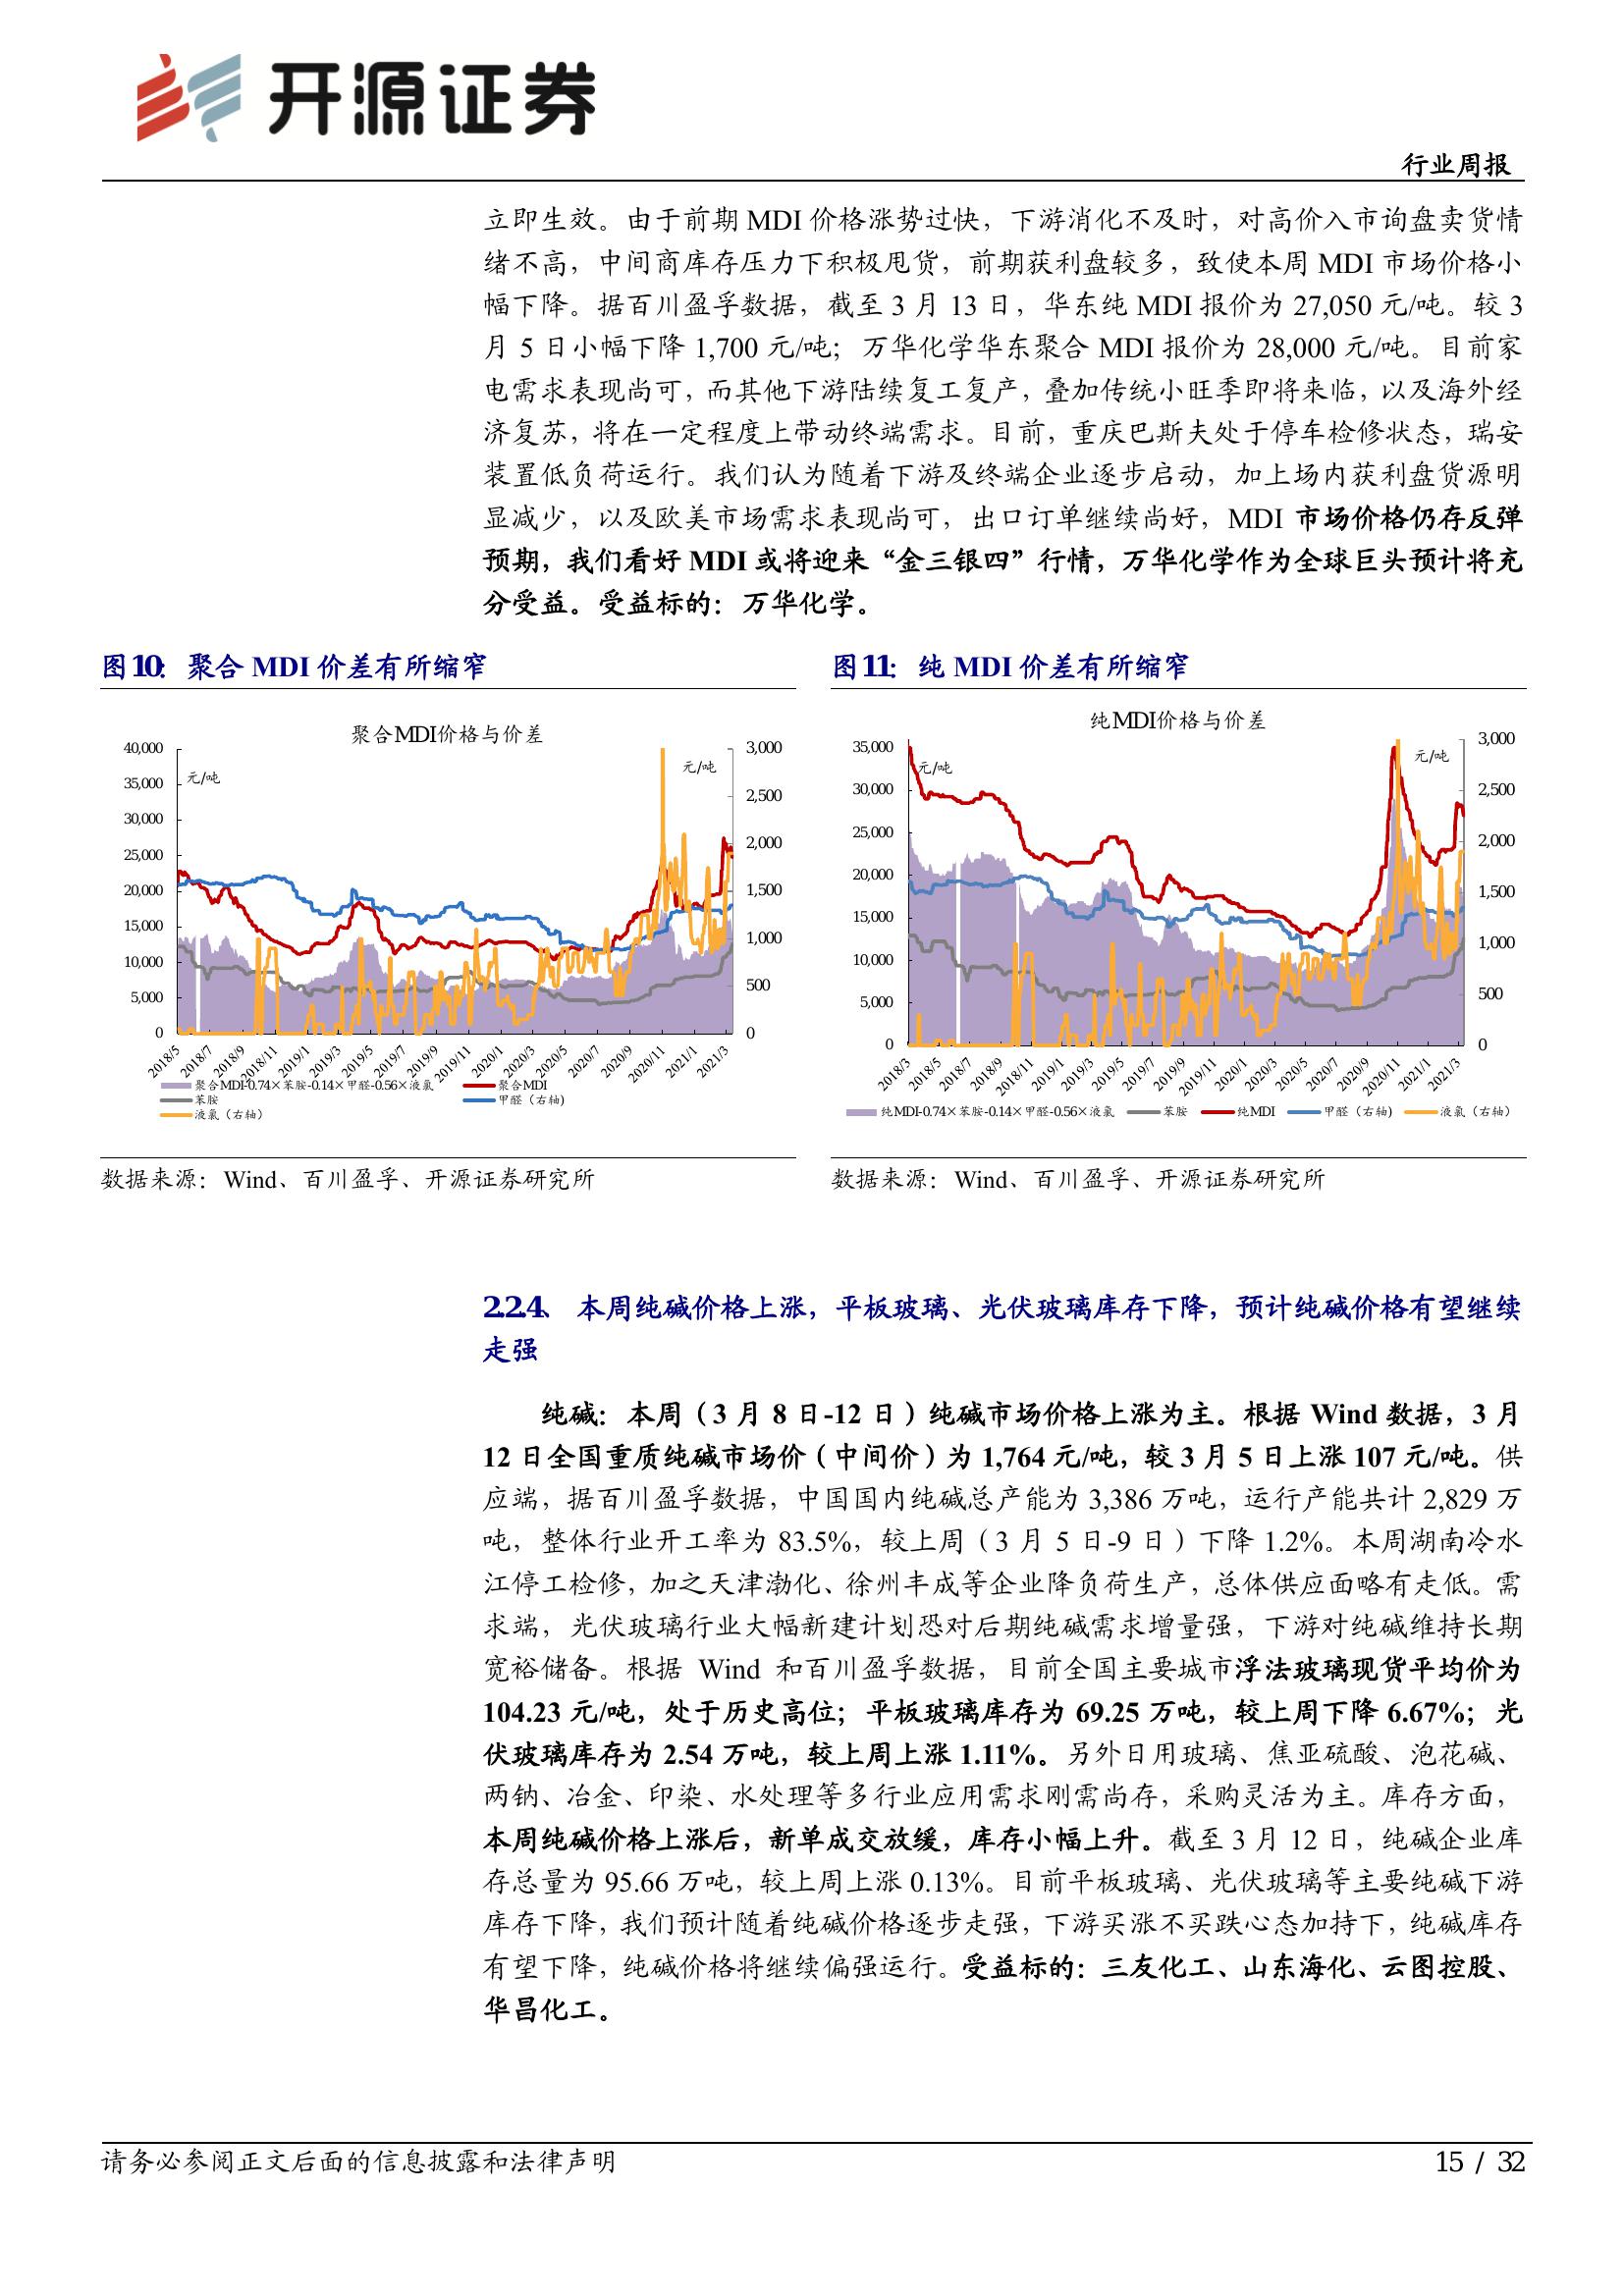 开源证券
行业周报
立即生效。由于前期 MDI 价格涨势过快，下游消化不及时，对高价入市询盘卖货情
绪不高，中间商库存压力下积极甩货，前期获利盘较多，致使本周 MDI 市场价格小
幅下降。据百川盈孚数据，截至 3 月 13 日，华东纯 MDI 报价为 27,050 元/吨。较 3
月 5 日小幅下降 1,700 元/吨；万华化学华东聚合 MDI 报价为 28,000 元/吨。目前家
电需求表现尚可，而其他下游陆续复工复产，叠加传统小旺季即将来临，以及海外经
济复苏，将在一定程度上带动终端需求。目前，重庆巴斯夫处于停车检修状态，瑞安
装置低负荷运行。我们认为随着下游及终端企业逐步启动，加上场内获利盘货源明
显减少，以及欧美市场需求表现尚可，出口订单继续尚好，MDI 市场价格仍存反弹
预期，我们看好 MDI 或将迎来“金三银四”行情，万华化学作为全球巨头预计将充
分受益。受益标的：万华化学。
图10： 聚合 MDI 价差有所缩窄
聚合MDI价格与价差
元/吨
元/吨
40,000
35,000
30,000
25,000
20,000
15,000
10,000
5,000
0
3,000
2,500
2,000
1,500
1,000
500
0
2018/5
2018/7
2018/9
2018/11
2019/1
2019/3
2019/5
2019/7
2019/9
2019/11
2020/1
2020/3
2020/5
2020/7
2020/9
2020/11
2021/1
2021/3
聚合MDI-0.74×苯胺-0.14×甲醛-0.56×液氯
聚合MDI
苯胺
甲醛（右轴）
液氯（右轴）
数据来源：Wind、百川盈孚、开源证券研究所
图11： 纯 MDI 价差有所缩窄
纯MDI价格与价差
元/吨
元/吨
35,000
30,000
25,000
20,000
15,000
10,000
5,000
0
3,000
2,500
2,000
1,500
1,000
500
0
2018/3
2018/5
2018/7
2018/9
2018/11
2019/1
2019/3
2019/5
2019/7
2019/9
2019/11
2020/1
2020/3
2020/5
2020/7
2020/9
2020/11
2021/1
2021/3
纯MDI-0.74×苯胺-0.14×甲醛-0.56×液氯
苯胺
纯MDI
甲醛（右轴）
液氯（右轴）
数据来源：Wind、百川盈孚、开源证券研究所
2.2.4、 本周纯碱价格上涨，平板玻璃、光伏玻璃库存下降，预计纯碱价格有望继续
走强
纯碱：本周（3 月 8 日-12 日）纯碱市场价格上涨为主。根据 Wind 数据，3 月
12 日全国重质纯碱市场价（中间价）为 1,764 元/吨，较 3 月 5 日上涨 107 元/吨。供
应端，据百川盈孚数据，中国国内纯碱总产能为 3,386 万吨，运行产能共计 2,829 万
吨，整体行业开工率为 83.5%，较上周（3 月 5 日-9 日）下降 1.2%。本周湖南冷水
江停工检修，加之天津渤化、徐州丰成等企业降负荷生产，总体供应面略有走低。需
求端，光伏玻璃行业大幅新建计划恐对后期纯碱需求增量强，下游对纯碱维持长期
宽裕储备。根据 Wind 和百川盈孚数据，目前全国主要城市浮法玻璃现货平均价为
104.23 元/吨，处于历史高位；平板玻璃库存为 69.25 万吨，较上周下降 6.67%；光
伏玻璃库存为 2.54 万吨，较上周上涨 1.11%。另外日用玻璃、焦亚硫酸、泡花碱、
两钠、冶金、印染、水处理等多行业应用需求刚需尚存，采购灵活为主。库存方面，
本周纯碱价格上涨后，新单成交放缓，库存小幅上升。截至 3 月 12 日，纯碱企业库
存总量为 95.66 万吨，较上周上涨 0.13%。目前平板玻璃、光伏玻璃等主要纯碱下游
库存下降，我们预计随着纯碱价格逐步走强，下游买涨不买跌心态加持下，纯碱库存
有望下降，纯碱价格将继续偏强运行。受益标的：三友化工、山东海化、云图控股、
华昌化工。
请务必参阅正文后面的信息披露和法律声明
15 / 32